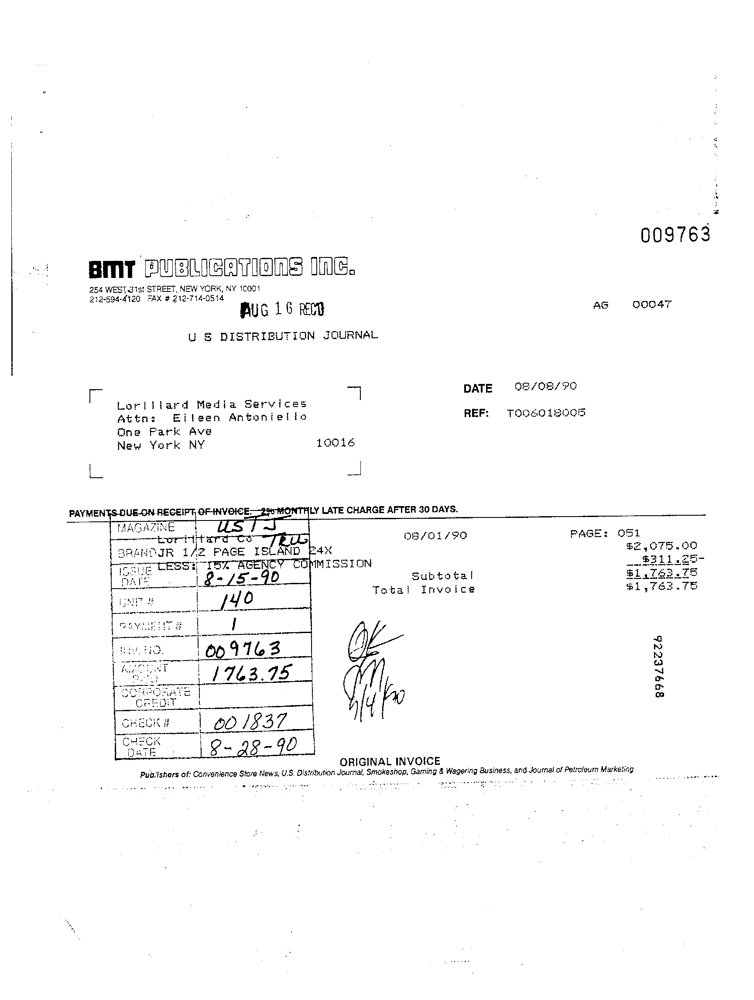 009763
BMT PUBLICATIONS INC.
254 WEST 31st STREET, NEW YORK, NY 10001
212-594-4120 FAX # 212-714-0514
AUG 16 REC'D
AG 00047
U S DISTRIBUTION JOURNAL
DATE 08/08/90
Lorillard Media Services
Attn: Eileen Antoniello
REF: T006018005
One Park Ave
New York NY 10016
PAYMENTS DUE ON RECEIPT OF INVOICE. 2% MONTHLY LATE CHARGE AFTER 30 DAYS.
MAGAZINE
Lorillard Co 08/01/90 PAGE: 051
BRAND JR 1/2 PAGE ISLAND 24X $2,075.00
LESS: 15% AGENCY COMMISSION $311.25-
ISSUE DATE 8-15-90 Subtotal $1,763.75
Total Invoice $1,763.75
UNIT # 140
PAYMENT # 1
INV. NO. 009763
AMOUNT PAID 1763.75
CORPORATE CREDIT
CHECK # 001837
CHECK DATE 8-28-90
OK
92237668
ORIGINAL INVOICE
Publishers of: Convenience Store News, U.S. Distribution Journal, Smokeshop, Gaming & Wagering Business, and Journal of Petroleum Marketing